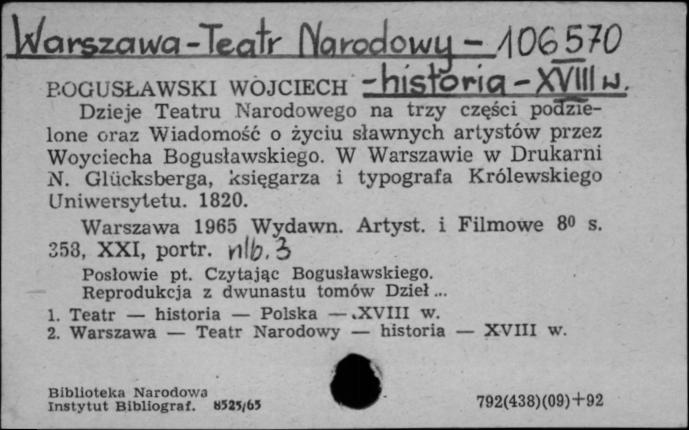 Warszawa-Teatr Narodowy - 106570
BOGUSŁAWSKI WOJCIECH -historia - XVIII w.
Dzieje Teatru Narodowego na trzy części podzie-
lone oraz Wiadomość o życiu sławnych artystów przez
Woyciecha Bogusławskiego. W Warszawie w Drukarni
N. Glücksberga, księgarza i typografa Królewskiego
Uniwersytetu. 1820.
Warszawa 1965 Wydawn. Artyst. i Filmowe 8⁰ s.
358, XXI, portr. nlb. 3
Posłowie pt. Czytając Bogusławskiego.
Reprodukcja z dwunastu tomów Dzieł...
1. Teatr — historia — Polska — XVIII w.
2. Warszawa — Teatr Narodowy — historia — XVIII w.
Biblioteka Narodowa
Instytut Bibliograf. 8525/65
792(438)(09)+92